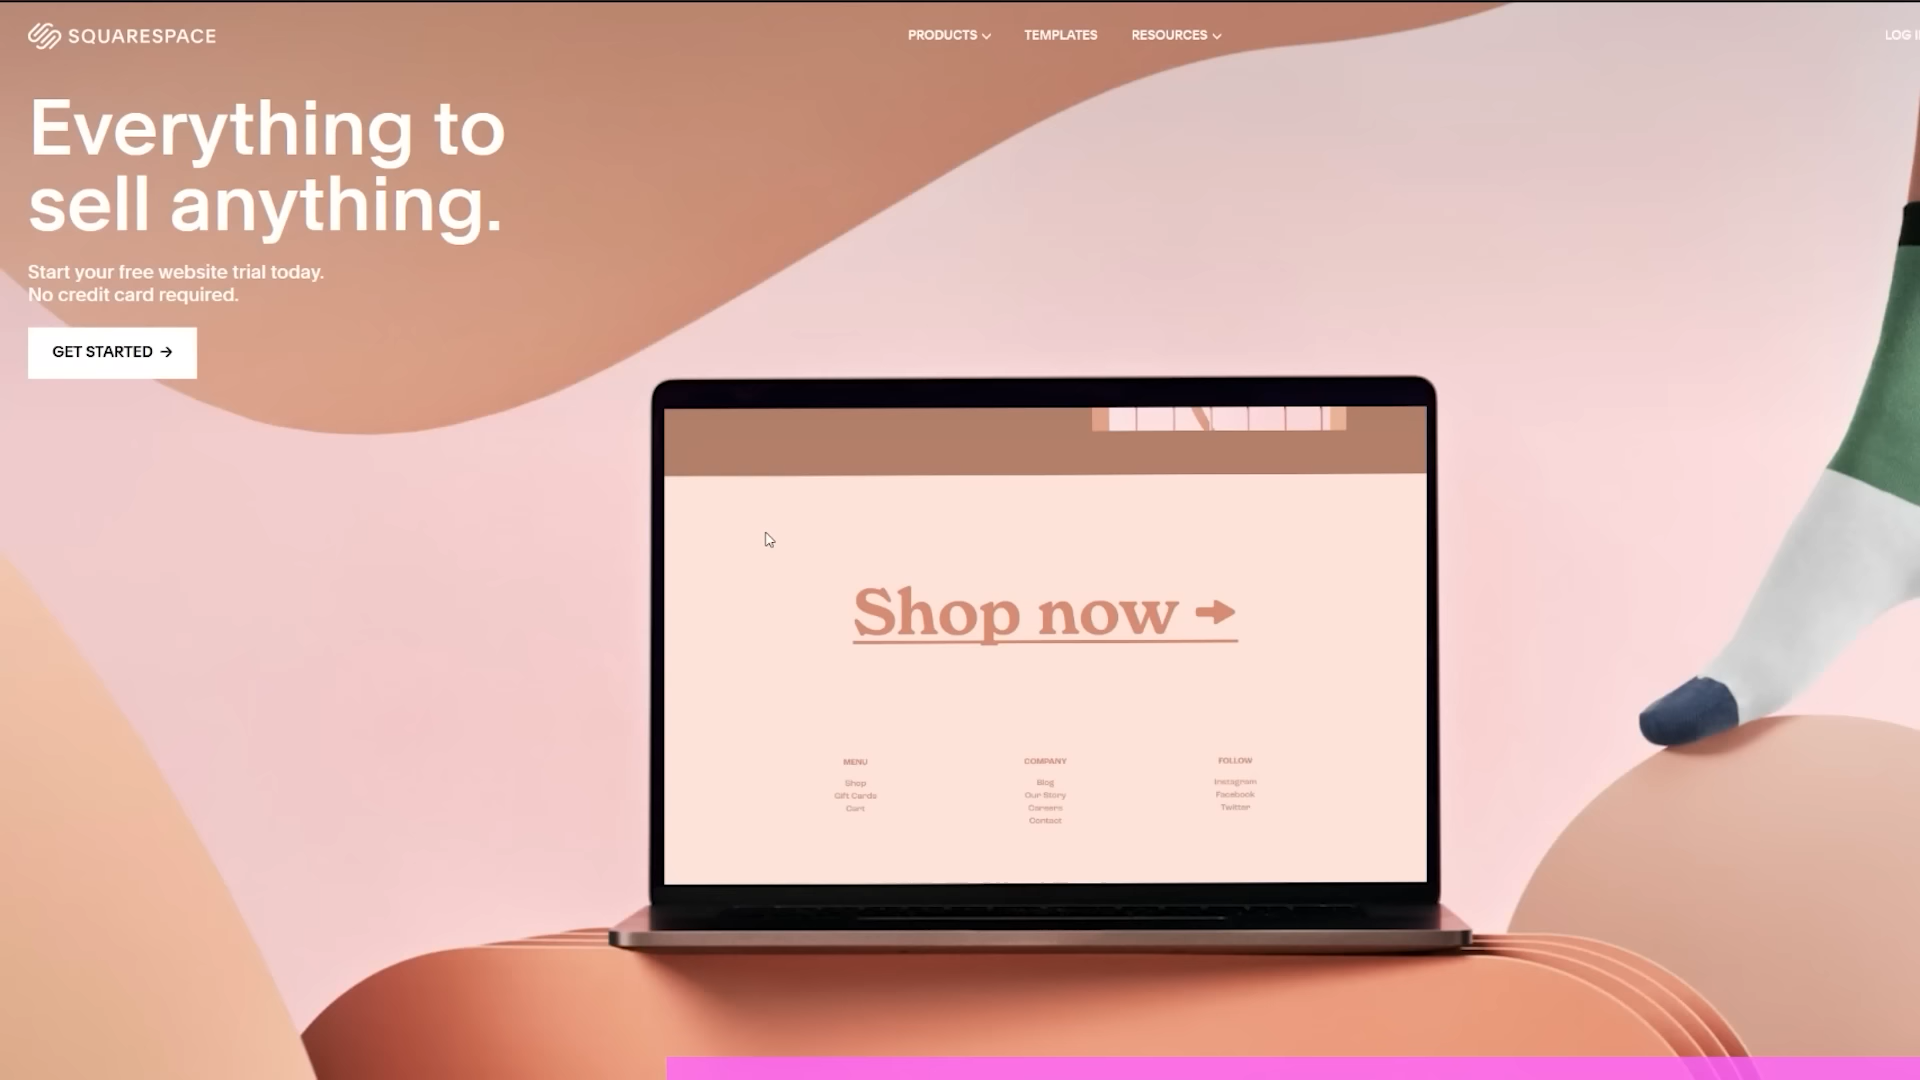 SQUARESPACE
PRODUCTS
TEMPLATES
RESOURCES
LOG
Everything to
sell anything.
Start your free website trial today.
No credit card required.
GET STARTED →
Shop now →
MENU
Shop
Gift Cards
Cart
COMPANY
Blog
Our Story
Careers
Contact
FOLLOW
Instagram
Facebook
Twitter